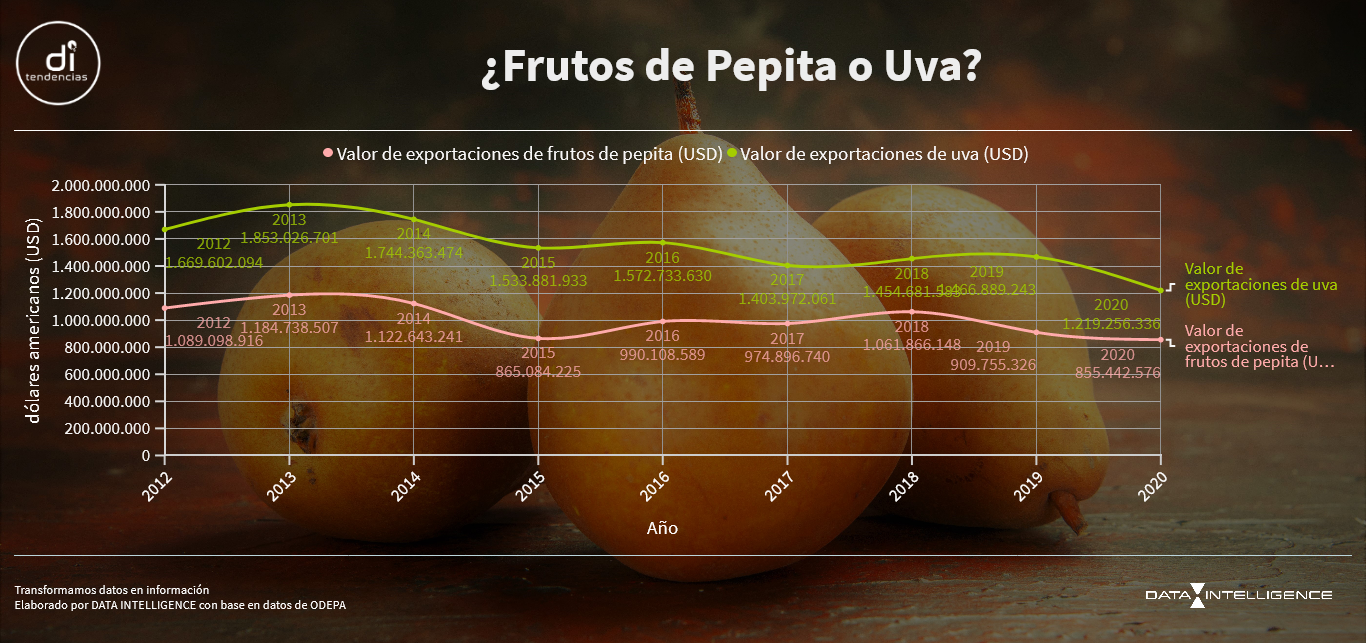 di
tendencias
¿Frutos de Pepita o Uva?
Valor de exportaciones de frutos de pepita (USD) Valor de exportaciones de uva (USD)
dólares americanos (USD)
2.000.000.000
1.800.000.000
1.600.000.000
1.400.000.000
1.200.000.000
1.000.000.000
800.000.000
600.000.000
400.000.000
200.000.000
0
2012
1.669.602.094
2013
1.853.026.791
2014
1.744.363.474
2015
1.533.881.933
2016
1.572.733.630
2017
1.403.972.061
2018
2019
1.466.889.243
2020
1.219.256.336
Valor de
exportaciones de uva
(USD)
2012
1.089.098.916
2013
1.184.738.507
2014
1.122.643.241
2015
865.084.225
2016
990.108.589
2017
974.896.740
2018
1.061.866.148
2019
909.755.326
2020
855.442.576
Valor de
exportaciones de
frutos de pepita (U...
2012 2013 2014 2015 2016 2017 2018 2019 2020
Año
Transformamos datos en información
Elaborado por DATA INTELLIGENCE con base en datos de ODEPA
DATA INTELLIGENCE